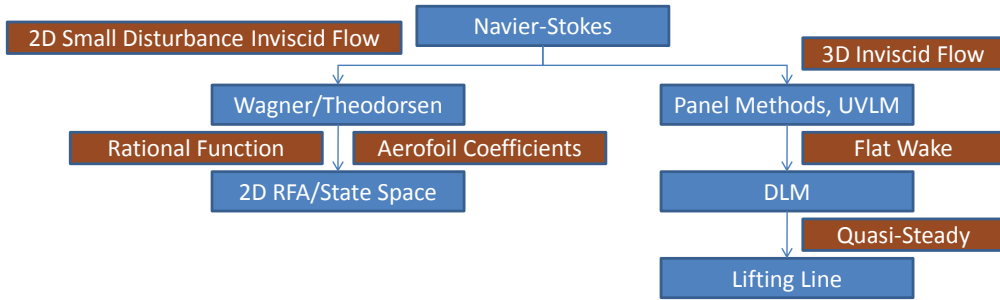 Navier-Stokes
2D Small Disturbance Inviscid Flow
3D Inviscid Flow
Wagner/Theodorsen
Panel Methods, UVLM
Rational Function
Aerofoil Coefficients
Flat Wake
2D RFA/State Space
DLM
Quasi-Steady
Lifting Line